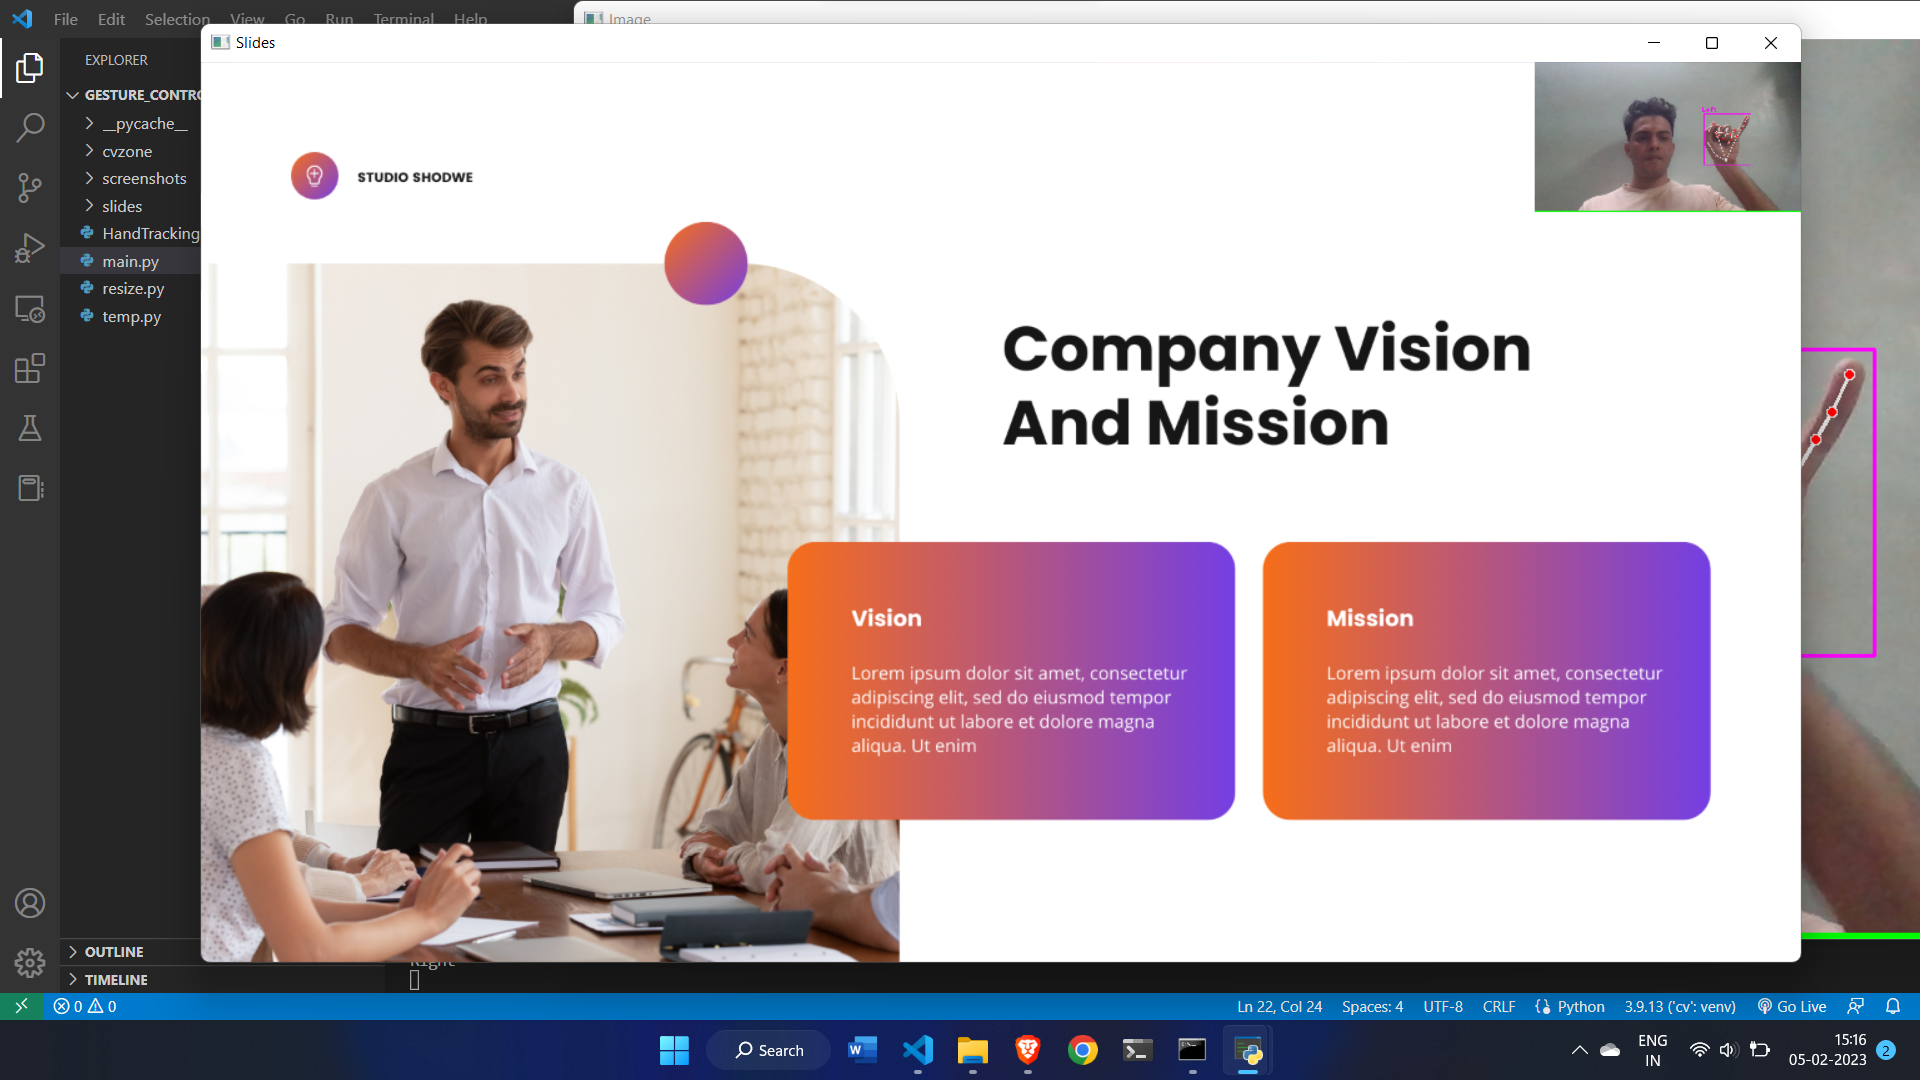 File Edit Selection View Go Run Terminal Help
Image
Slides
EXPLORER
GESTURE_CONTRO
__pycache__
cvzone
screenshots
slides
HandTracking
main.py
resize.py
temp.py
OUTLINE
TIMELINE
STUDIO SHODWE
Left
Company Vision
And Mission
Vision
Lorem ipsum dolor sit amet, consectetur
adipiscing elit, sed do eiusmod tempor
incididunt ut labore et dolore magna
aliqua. Ut enim
Mission
Lorem ipsum dolor sit amet, consectetur
adipiscing elit, sed do eiusmod tempor
incididunt ut labore et dolore magna
aliqua. Ut enim
Right
0 0
Ln 22, Col 24 Spaces: 4 UTF-8 CRLF Python 3.9.13 ('cv': venv) Go Live
Search
ENG
IN
15:16
05-02-2023
2